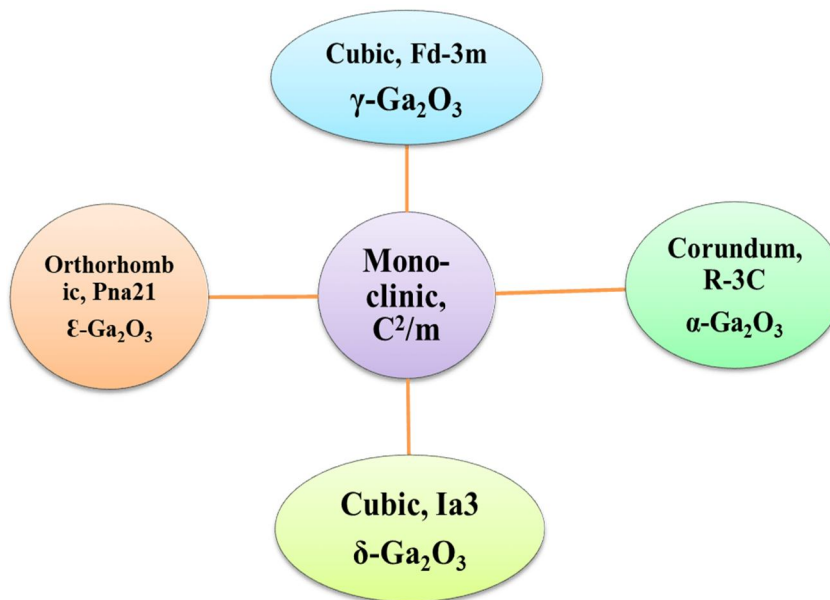 Cubic, Fd-3m
γ-Ga₂O₃
Orthorhomb
ic, Pna21
Ɛ-Ga₂O₃
Mono-
clinic,
C²/m
Corundum,
R-3C
α-Ga₂O₃
Cubic, Ia3
δ-Ga₂O₃